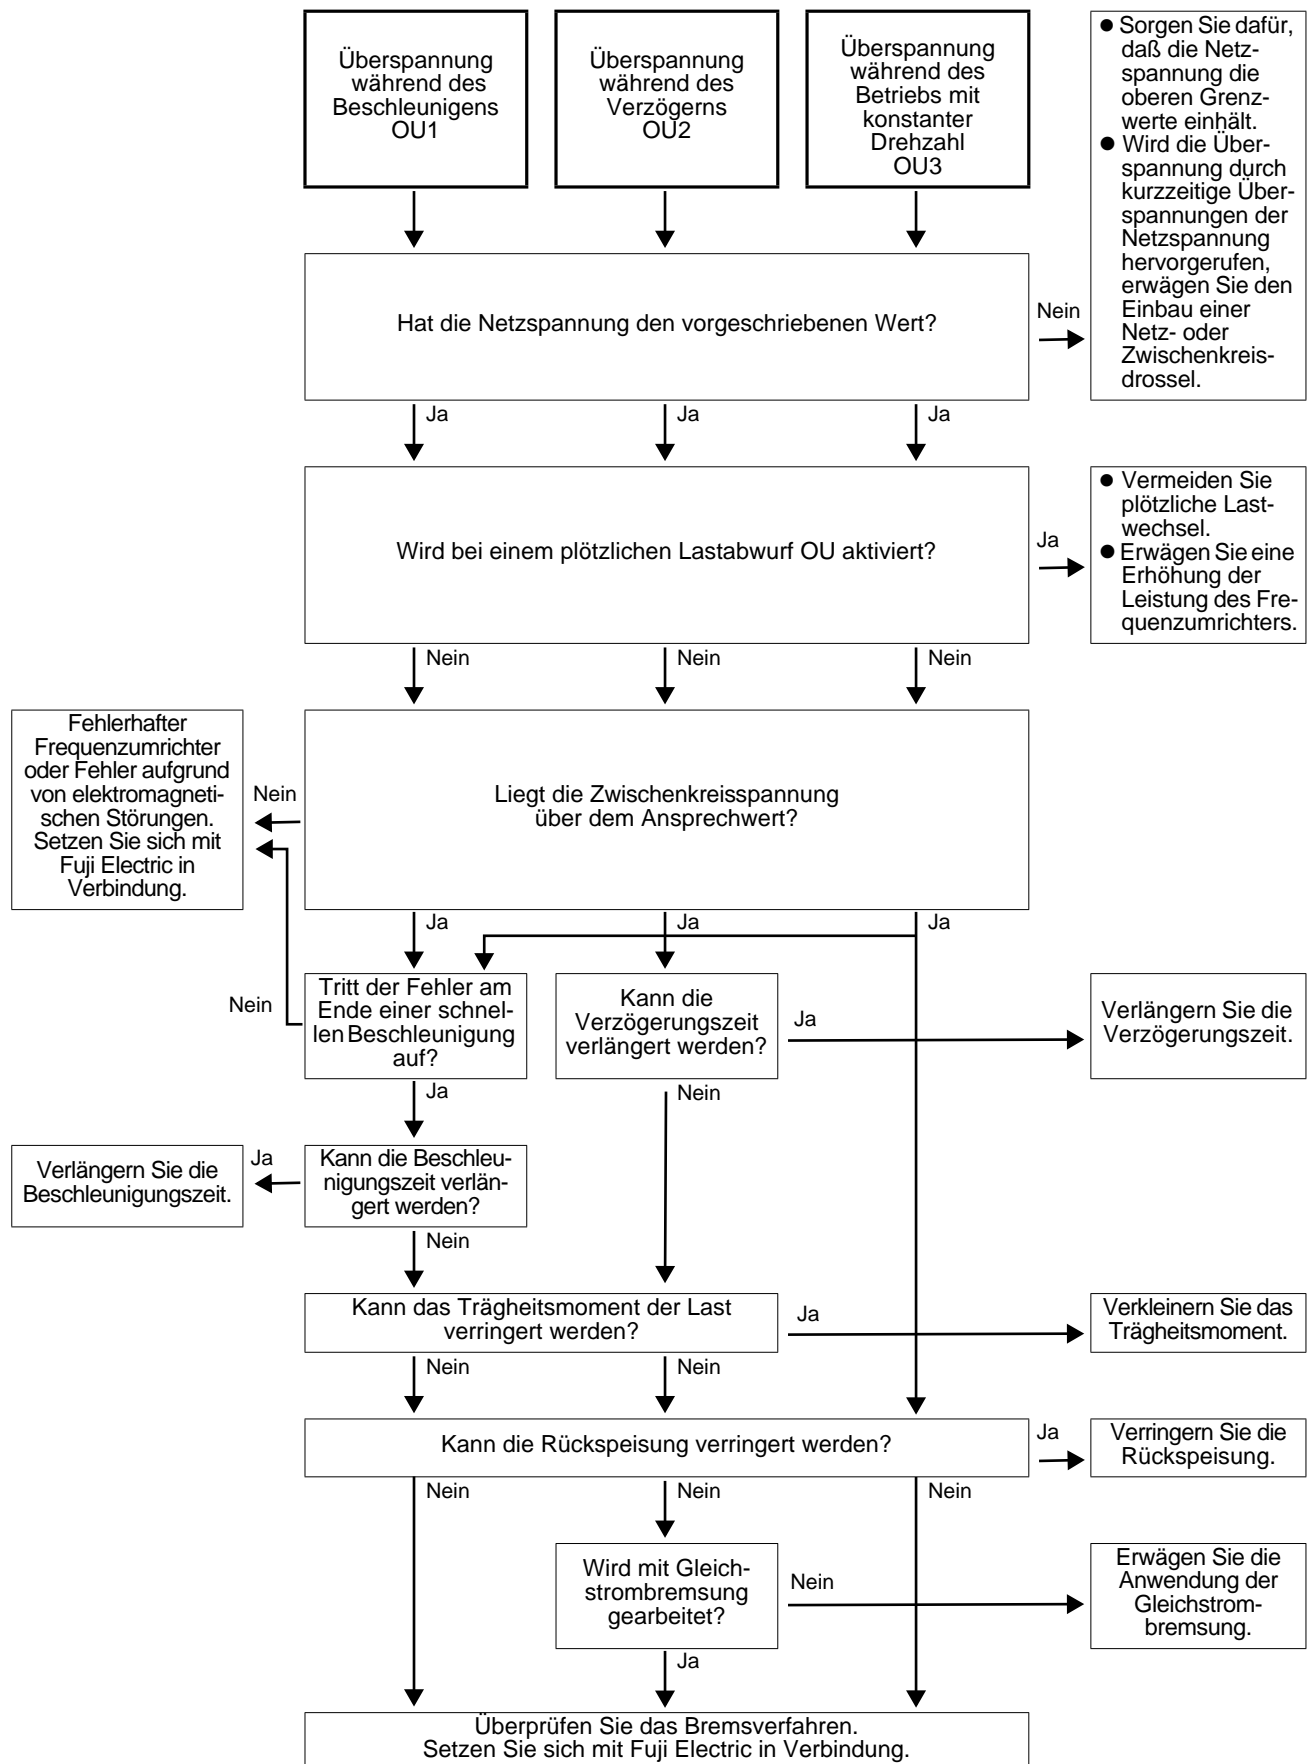 Überspannung
während des
Beschleunigens
OU1
Überspannung
während des
Verzögerns
OU2
Überspannung
während des
Betriebs mit
konstanter
Drehzahl
OU3
● Sorgen Sie dafür,
daß die Netz-
spannung die
oberen Grenz-
werte einhält.
● Wird die Über-
spannung durch
kurzzeitige Über-
spannungen der
Netzspannung
hervorgerufen,
erwägen Sie den
Einbau einer
Netz- oder
Zwischenkreis-
drossel.
Hat die Netzspannung den vorgeschriebenen Wert?
Nein
Ja
Ja
Ja
Wird bei einem plötzlichen Lastabwurf OU aktiviert?
Ja
● Vermeiden Sie
plötzliche Last-
wechsel.
● Erwägen Sie eine
Erhöhung der
Leistung des Fre-
quenzumrichters.
Nein
Nein
Nein
Fehlerhafter
Frequenzumrichter
oder Fehler aufgrund
von elektromagneti-
schen Störungen.
Setzen Sie sich mit
Fuji Electric in
Verbindung.
Nein
Liegt die Zwischenkreisspannung
über dem Ansprechwert?
Ja
Ja
Ja
Nein
Tritt der Fehler am
Ende einer schnel-
len Beschleunigung
auf?
Kann die
Verzögerungszeit
verlängert werden?
Ja
Verlängern Sie die
Verzögerungszeit.
Ja
Nein
Verlängern Sie die
Beschleunigungszeit.
Ja
Kann die Beschleu-
nigungszeit verlän-
gert werden?
Nein
Kann das Trägheitsmoment der Last
verringert werden?
Ja
Verkleinern Sie das
Trägheitsmoment.
Nein
Nein
Kann die Rückspeisung verringert werden?
Ja
Verringern Sie die
Rückspeisung.
Nein
Nein
Nein
Wird mit Gleich-
strombremsung
gearbeitet?
Nein
Erwägen Sie die
Anwendung der
Gleichstrom-
bremsung.
Ja
Überprüfen Sie das Bremsverfahren.
Setzen Sie sich mit Fuji Electric in Verbindung.